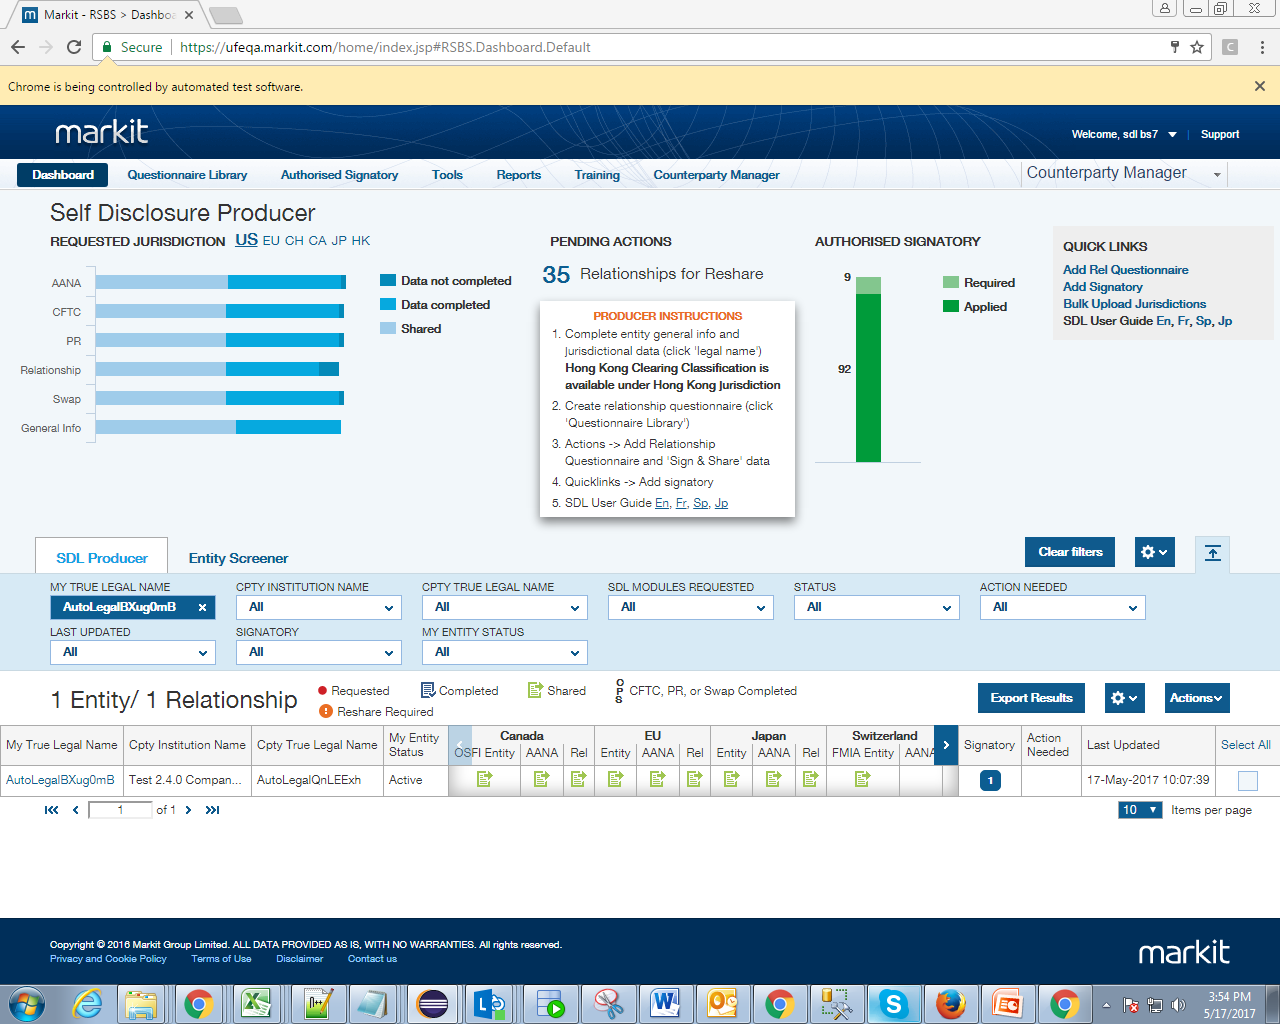 Markit - RSBS > Dashbo
Secure https://ufeqa.markit.com/home/index.jsp#RSBS.Dashboard.Default
Chrome is being controlled by automated test software.
markit
Welcome, sdl bs7 Support
Dashboard Questionnaire Library Authorised Signatory Tools Reports Training Counterparty Manager Counterparty Manager
Self Disclosure Producer
REQUESTED JURISDICTION US EU CH CA JP HK
AANA
CFTC
PR
Relationship
Swap
General Info
Data not completed
Data completed
Shared
PENDING ACTIONS
35 Relationships for Reshare
PRODUCER INSTRUCTIONS
1. Complete entity general info and
jurisdictional data (click 'legal name')
Hong Kong Clearing Classification is
available under Hong Kong Jurisdiction
2. Create relationship questionnaire (click
'Questionnaire Library')
3. Actions -> Add Relationship
Questionnaire and 'Sign & Share' data
4. Quicklinks -> Add signatory
5. SDL User Guide En, Fr, Sp, Jp
AUTHORISED SIGNATORY
9
92
Required
Applied
QUICK LINKS
Add Rel Questionnaire
Add Signatory
Bulk Upload Jurisdictions
SDL User Guide En, Fr, Sp, Jp
SDL Producer Entity Screener Clear filters
MY TRUE LEGAL NAME CPTY INSTITUTION NAME CPTY TRUE LEGAL NAME SDL MODULES REQUESTED STATUS ACTION NEEDED
AutoLegalBXug0mB All All All All All
LAST UPDATED SIGNATORY MY ENTITY STATUS
All All All
1 Entity/ 1 Relationship
Requested Completed Shared OPS CFTC, PR, or Swap Completed
Reshare Required
Export Results Actions
My True Legal Name Cpty Institution Name Cpty True Legal Name My Entity Status Canada EU Japan Switzerland Signatory Action Needed Last Updated Select All
OSFI Entity AANA Rel Entity AANA Rel Entity AANA Rel FMIA Entity AANA
AutoLegalBXug0mB Test 2.4.0 Compan... AutoLegalQnLEExh Active 1 17-May-2017 10:07:39
1 of 1 10 Items per page
Copyright © 2016 Markit Group Limited. ALL DATA PROVIDED AS IS, WITH NO WARRANTIES. All rights reserved.
Privacy and Cookie Policy Terms of Use Disclaimer Contact us
markit
3:54 PM
5/17/2017